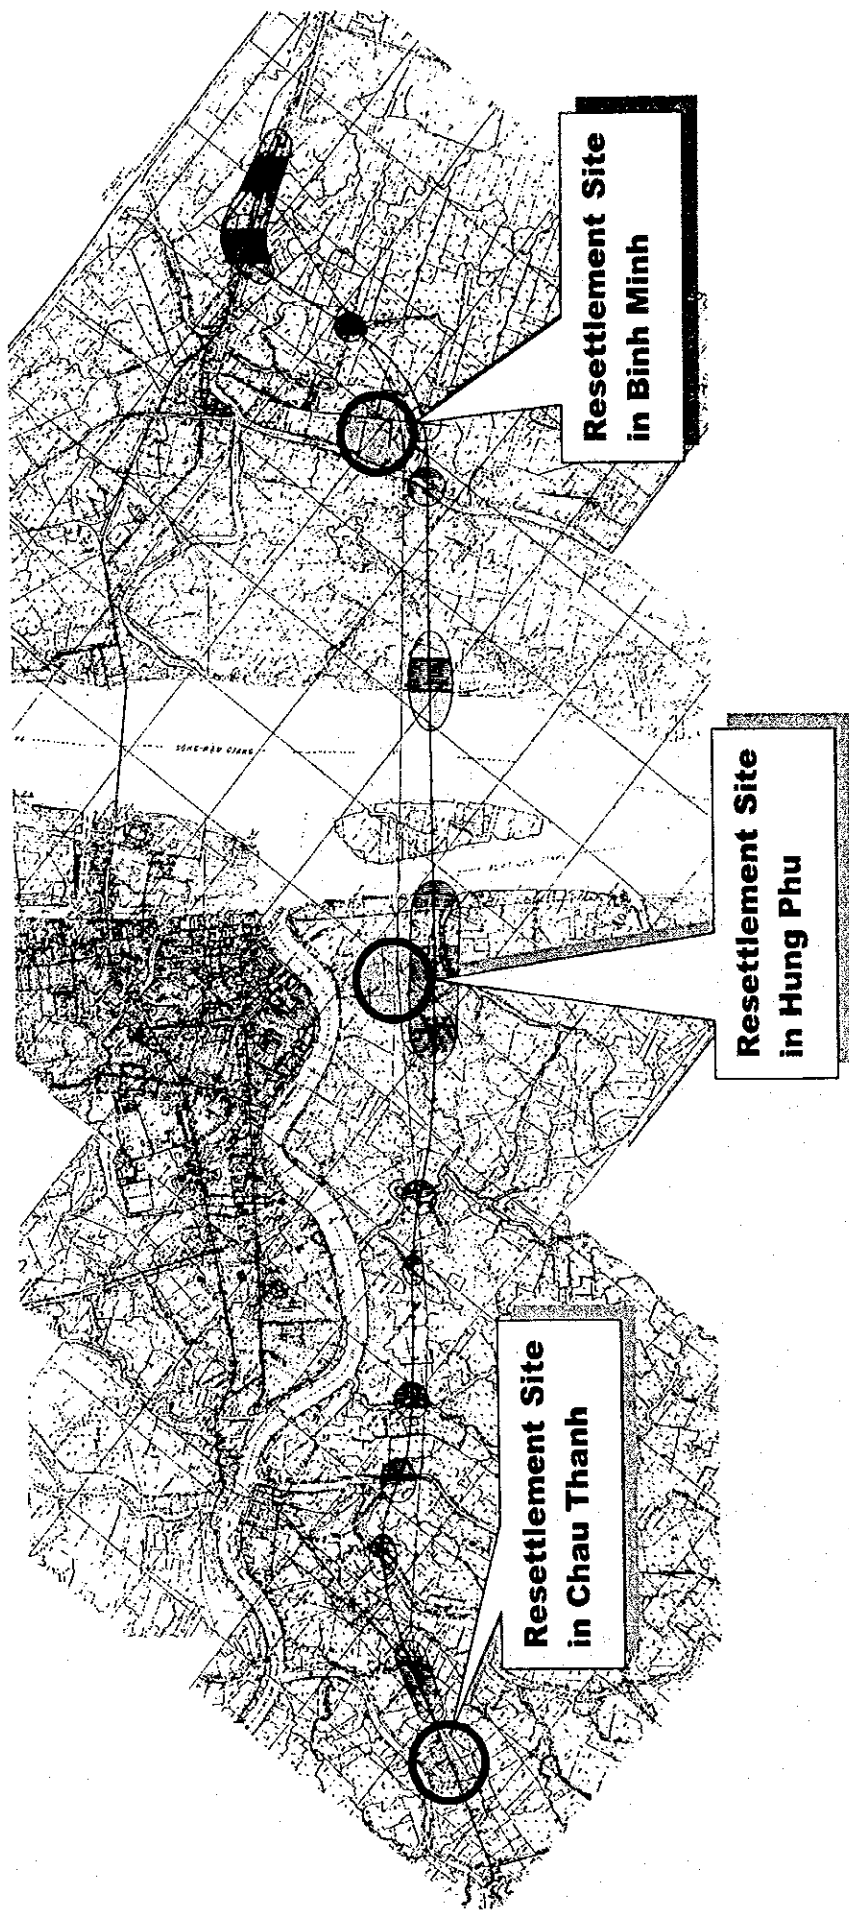 Resettlement Site
in Chau Thanh
Resettlement Site
in Hung Phu
Resettlement Site
in Binh Minh